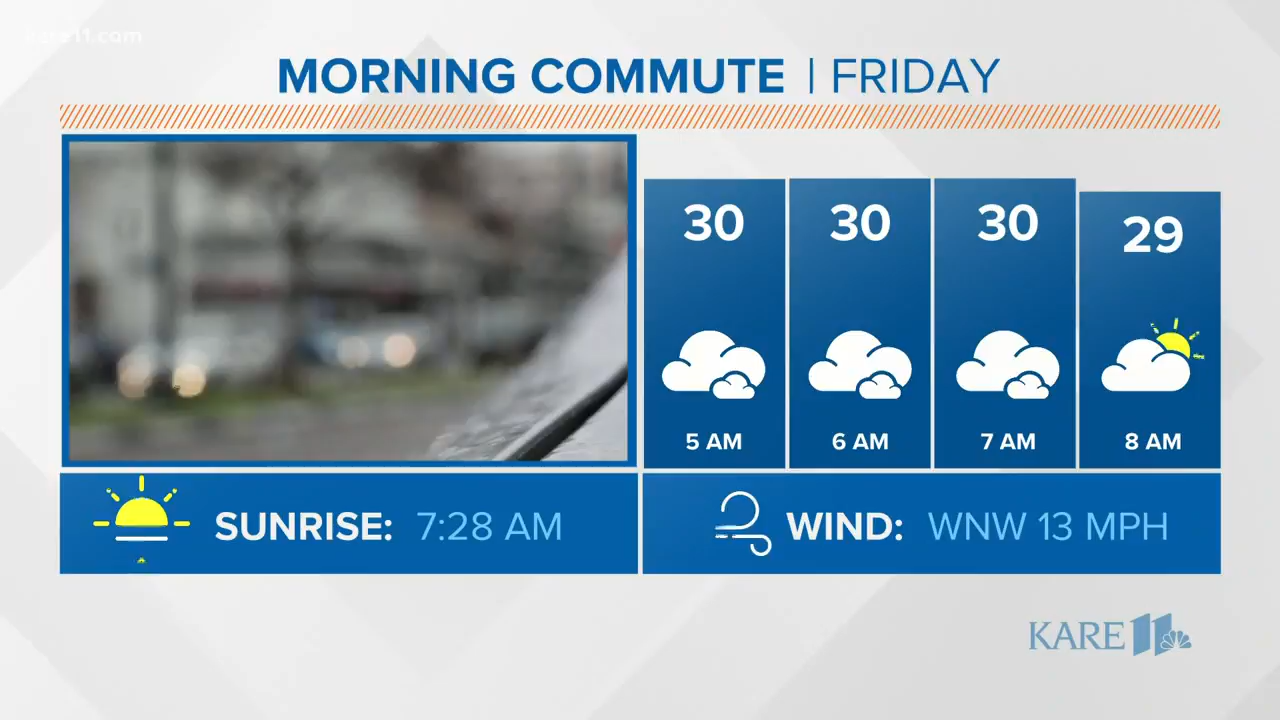 kare11.com
MORNING COMMUTE | FRIDAY
30 30 30 29
5 AM 6 AM 7 AM 8 AM
SUNRISE: 7:28 AM
WIND: WNW 13 MPH
KARE 11